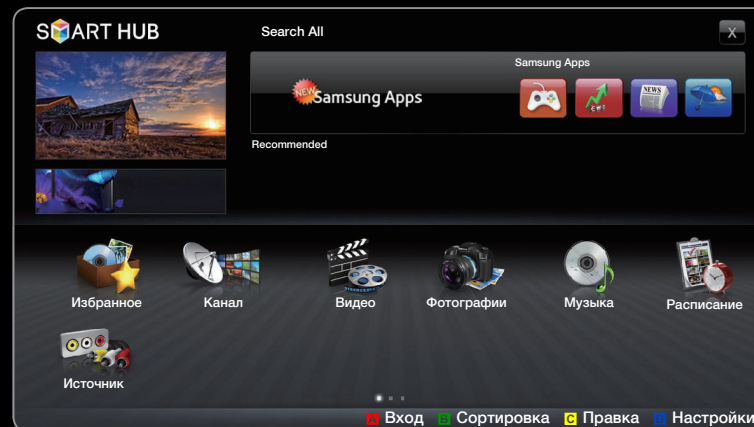 SMART HUB
Search All
X
Samsung Apps
NEW Samsung Apps
NEWS
Recommended
Избранное Канал Видео Фотографии Музыка Расписание
Источник
A Вход B Сортировка C Правка D Настройки